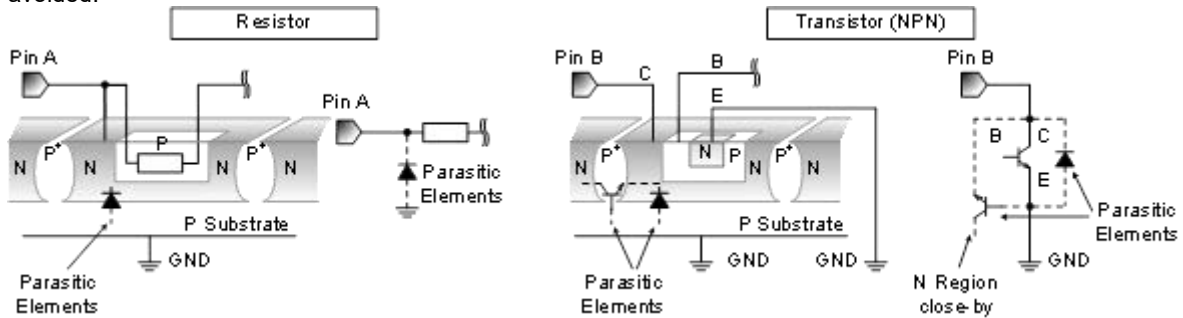 avoided.
Resistor
Transistor (NPN)
Pin A
Pin B
Pin B
C
B
E
Pin A
N
P+
N
P
N
P+
N
N
P+
N
N
P
N
P+
N
B
C
E
Parasitic
Elements
P Substrate
P Substrate
Parasitic
Elements
GND
GND
GND
GND
Parasitic
Elements
Parasitic
Elements
N Region
close-by